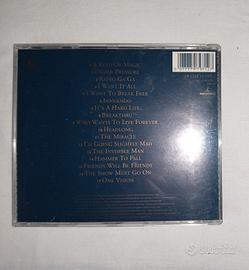 A Kind Of Magic
Under Pressure
Radio Ga Ga
I Want It All
I Want To Break Free
Innuendo
It's A Hard Life
Breakthru
Who Wants To Live Forever
Headlong
The Miracle
I'm Going Slightly Mad
The Invisible Man
Hammer To Fall
Friends Will Be Friends
The Show Must Go On
One Vision
subito